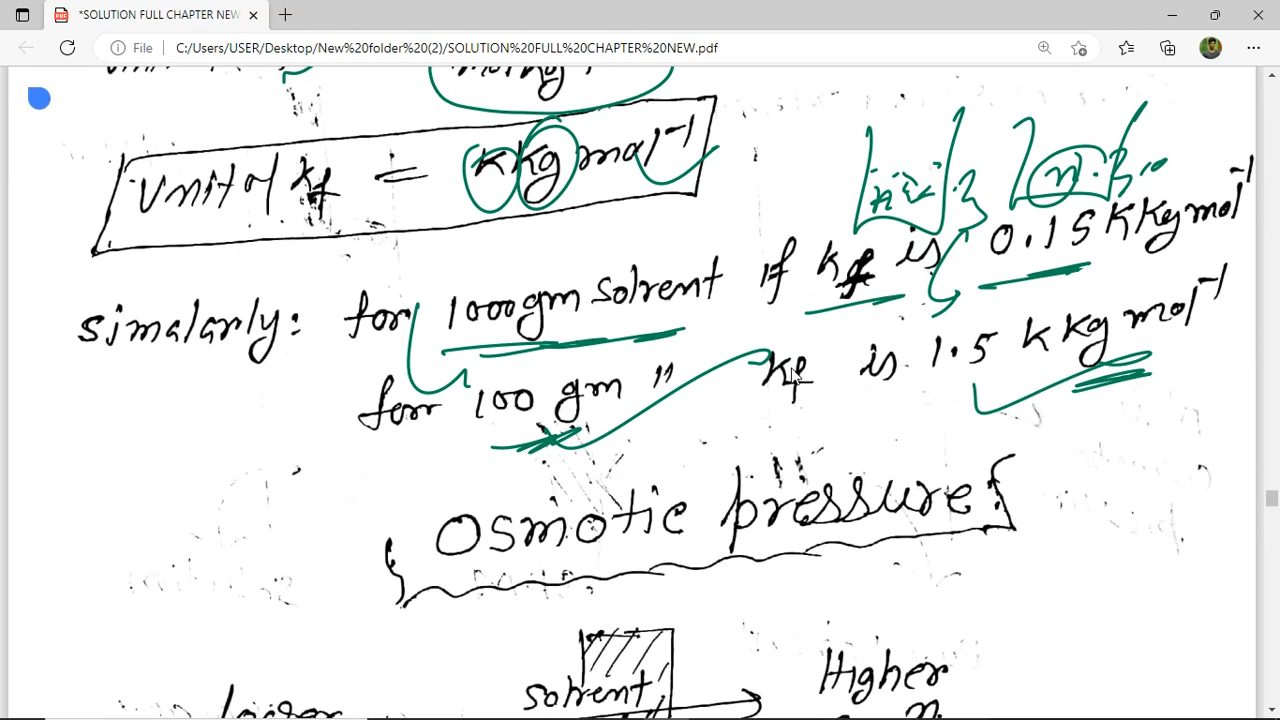 *SOLUTION FULL CHAPTER NEW
File
C:/Users/USER/Desktop/New%20folder%20(2)/SOLUTION%20FULL%20CHAPTER%20NEW.pdf
mol kg
Unit of kf = K kg mol⁻¹
simalarly: for 1000gm solvent if kf is 0.15 K kg mol⁻¹
for 100 gm " kf is 1.5 K kg mol⁻¹
Osmotic pressure:
solvent
Higher